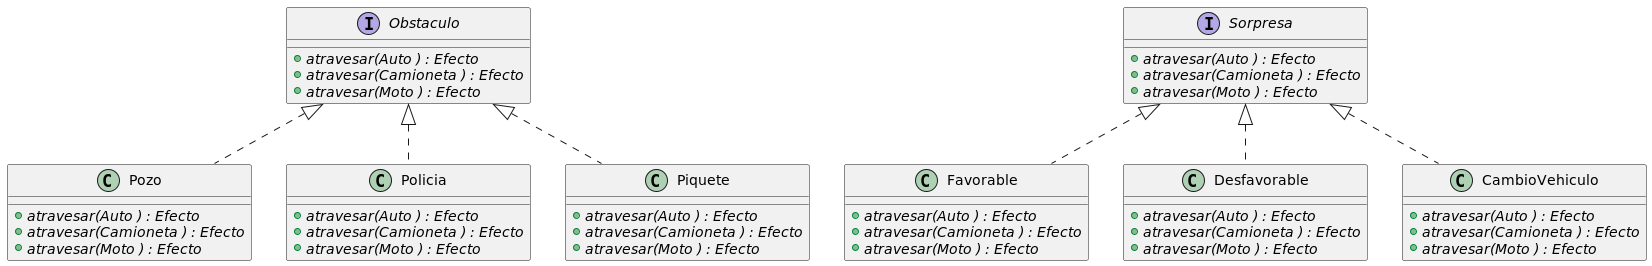 I Obstaculo
+ atravesar(Auto ) : Efecto
atravesar(Camioneta ) : Efecto
atravesar(Moto ) : Efecto
I Sorpresa
atravesar(Auto ) : Efecto
atravesar(Camioneta ) : Efecto
atravesar(Moto ) : Efecto
C Pozo
atravesar(Auto ) : Efecto
atravesar(Camioneta ) : Efecto
atravesar(Moto ) : Efecto
C Policia
atravesar(Auto ) : Efecto
atravesar(Camioneta ) : Efecto
atravesar(Moto ) : Efecto
C Piquete
atravesar(Auto ) : Efecto
atravesar(Camioneta ) : Efecto
atravesar(Moto ) : Efecto
C Favorable
atravesar(Auto ) : Efecto
atravesar(Camioneta ) : Efecto
atravesar(Moto ) : Efecto
C Desfavorable
atravesar(Auto ) : Efecto
atravesar(Camioneta ) : Efecto
atravesar(Moto ) : Efecto
C CambioVehiculo
atravesar(Auto ) : Efecto
atravesar(Camioneta ) : Efecto
atravesar(Moto ) : Efecto